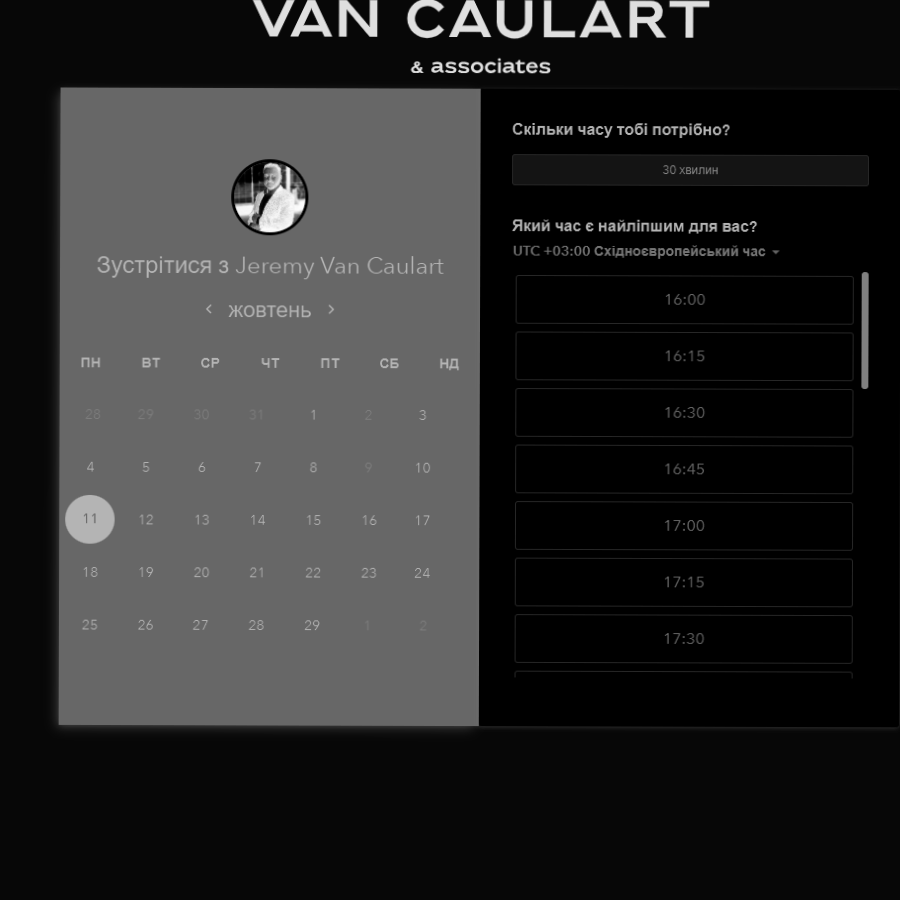 VAN CAULART
& associates
Зустрітися з Jeremy Van Caulart
жовтень
ПН ВТ СР ЧТ ПТ СБ НД
28 29 30 31 1 2 3
4 5 6 7 8 9 10
11 12 13 14 15 16 17
18 19 20 21 22 23 24
25 26 27 28 29 1 2
Скільки часу тобі потрібно?
30 хвилин
Який час є найліпшим для вас?
UTC +03:00 Східноєвропейський час
16:00
16:15
16:30
16:45
17:00
17:15
17:30